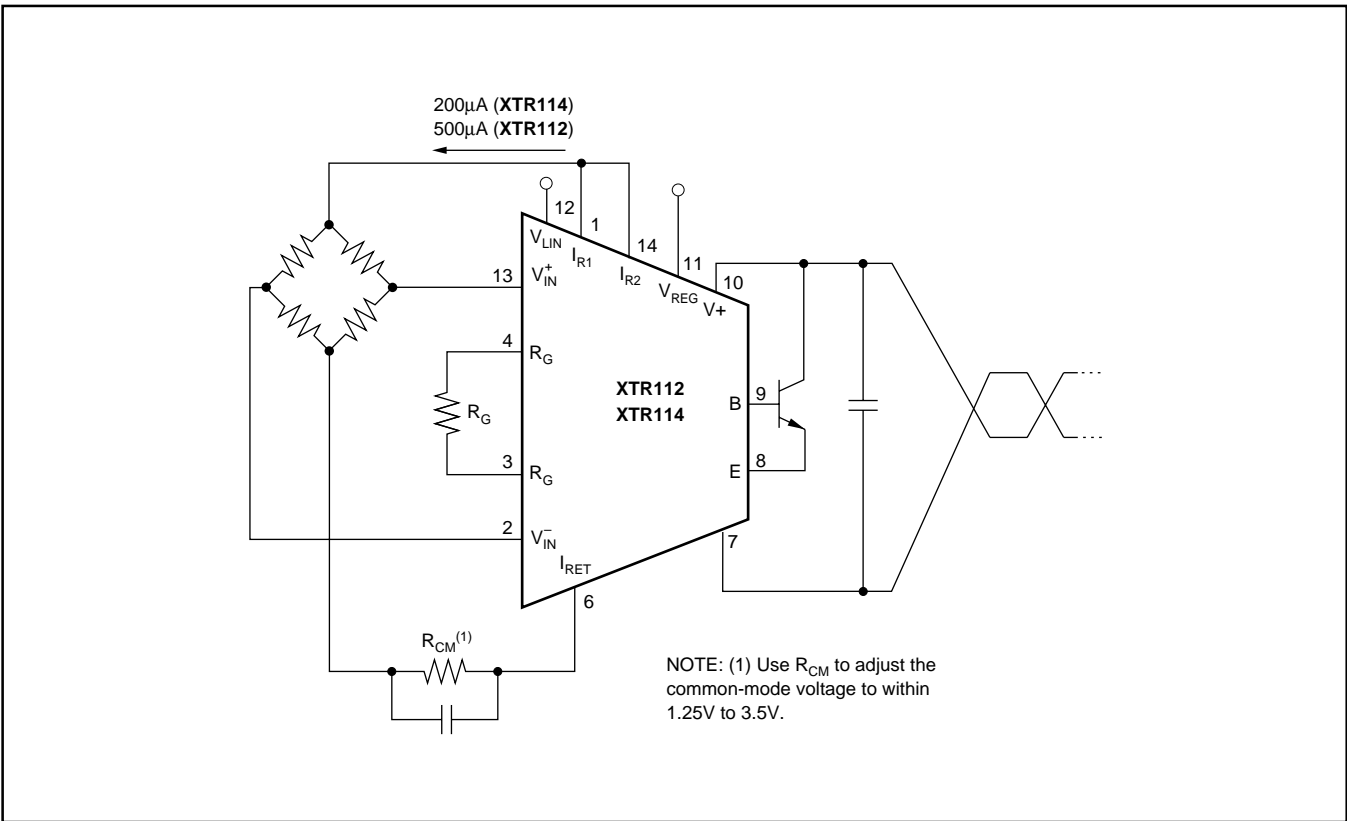 200µA (XTR114)
500µA (XTR112)
12
1
14
11
10
V_LIN
I_R1
I_R2
V_REG
V+
13
V⁺_IN
4
R_G
R_G
XTR112
XTR114
B
9
3
R_G
E
8
2
V⁻_IN
I_RET
7
6
R_CM⁽¹⁾
NOTE: (1) Use R_CM to adjust the
common-mode voltage to within
1.25V to 3.5V.